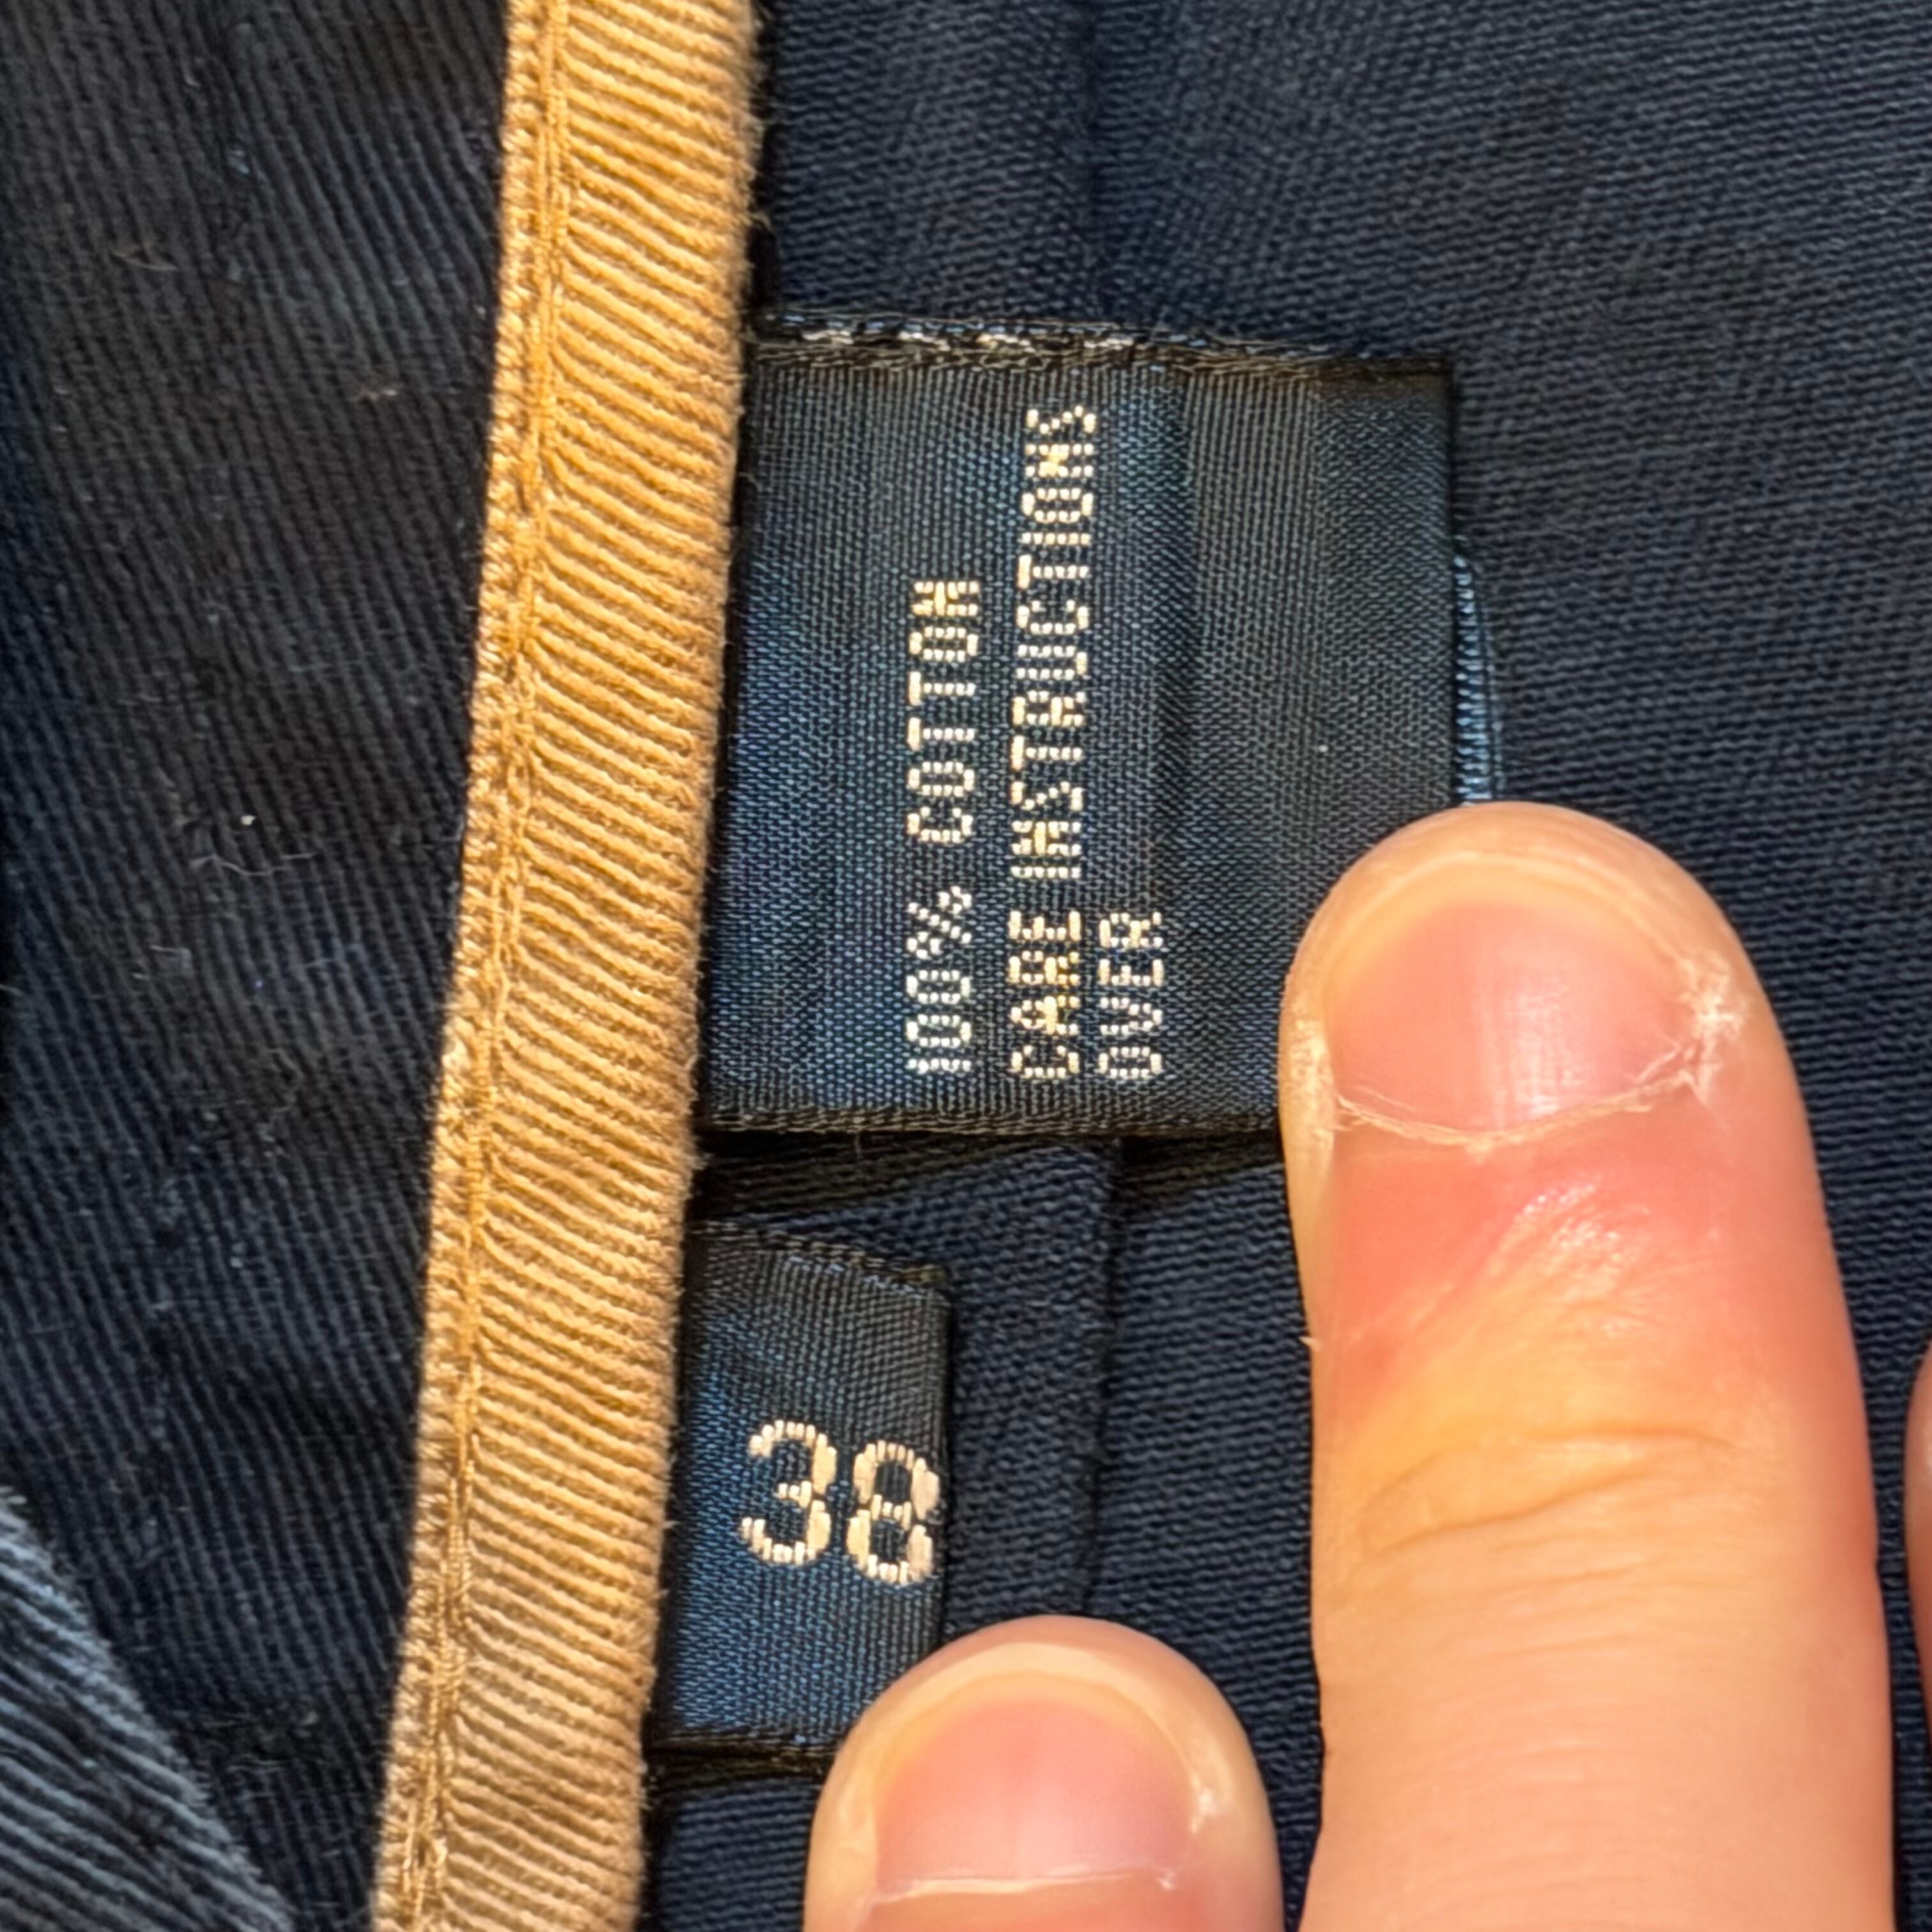 100% COTTON
CARE INSTRUCTIONS
OVER
38